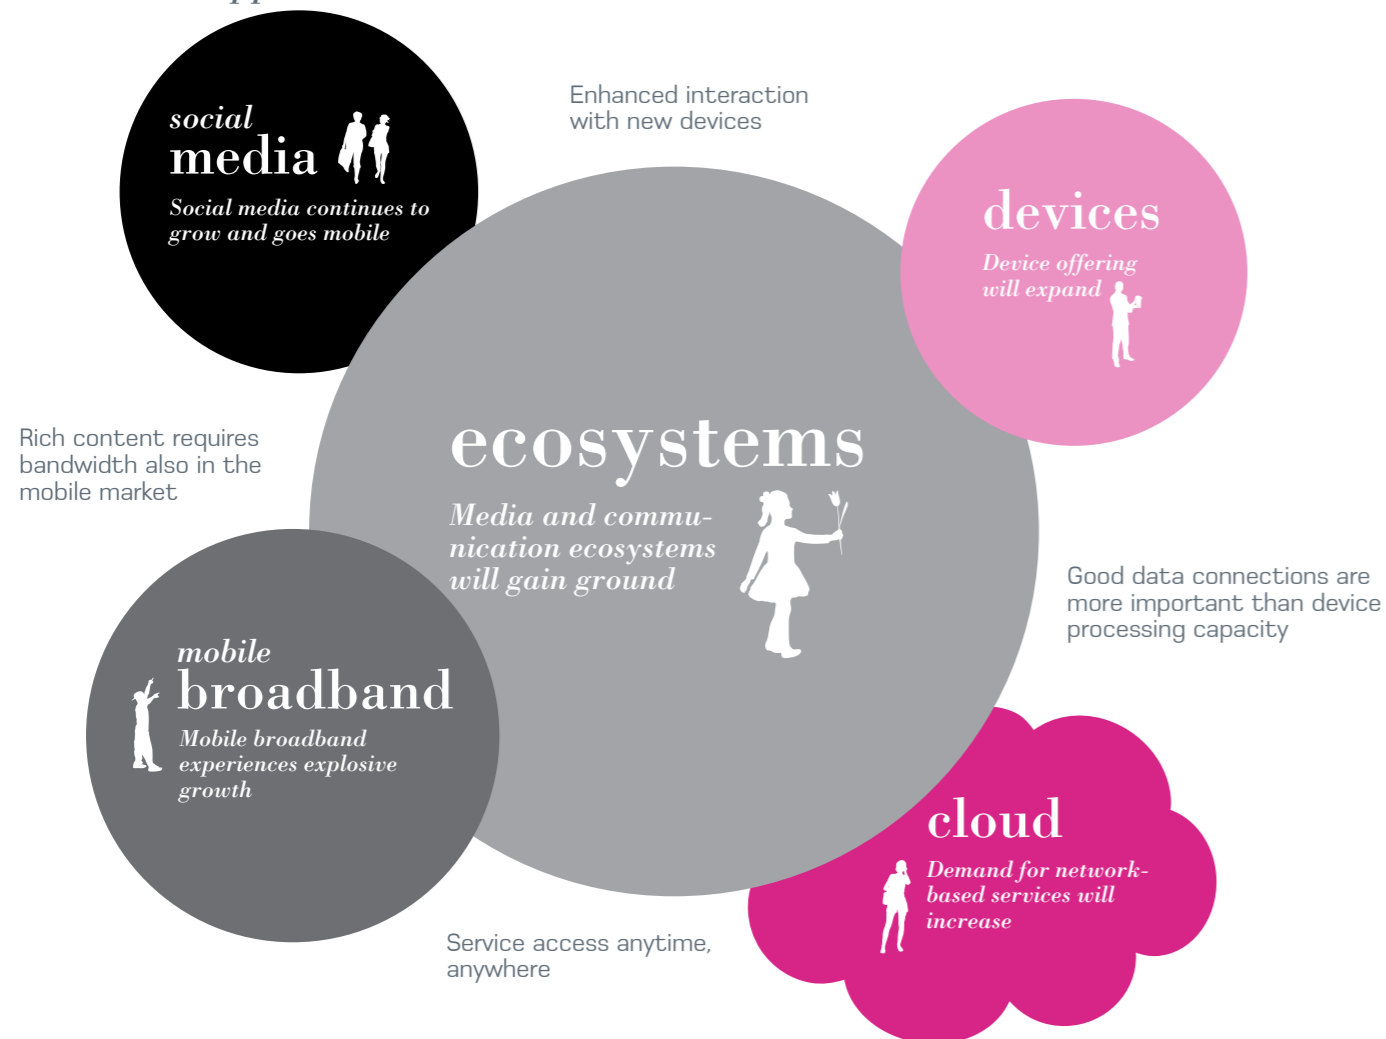 social
media
Social media continues to
grow and goes mobile
Enhanced interaction
with new devices
devices
Device offering
will expand
Rich content requires
bandwidth also in the
mobile market
ecosystems
Media and commu-
nication ecosystems
will gain ground
Good data connections are
more important than device
processing capacity
mobile
broadband
Mobile broadband
experiences explosive
growth
cloud
Demand for network-
based services will
increase
Service access anytime,
anywhere